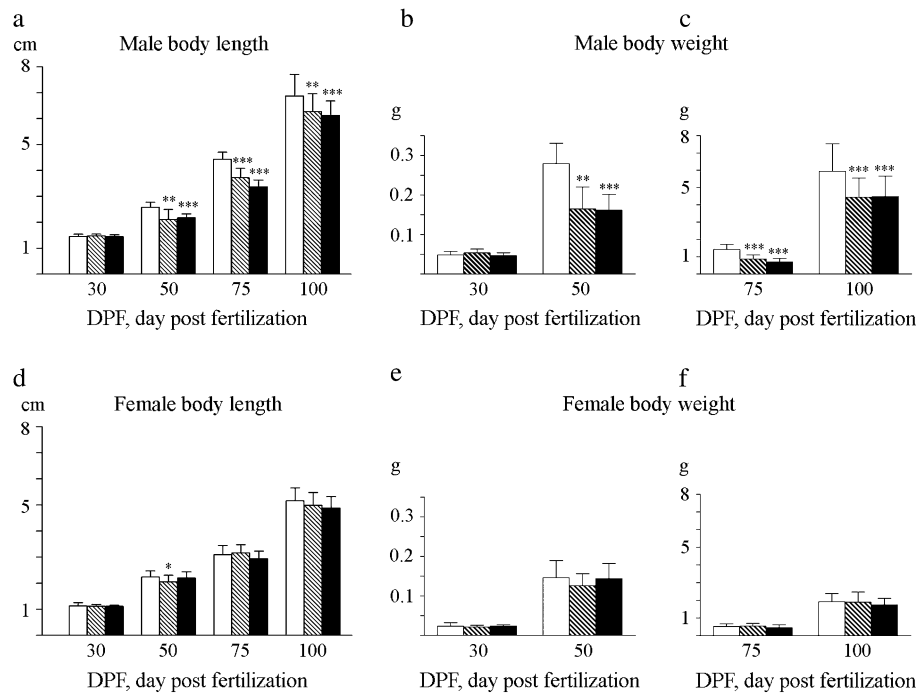 a
Male body length
cm
8
5
1
** *** *** *** ** ***
30 50 75 100
DPF, day post fertilization
b
Male body weight
g
0.3
0.2
0.1
** ***
30 50
DPF, day post fertilization
c
8
5
1
*** *** *** ***
75 100
DPF, day post fertilization
d
Female body length
cm
8
5
1
*
30 50 75 100
DPF, day post fertilization
e
Female body weight
g
0.3
0.2
0.1
30 50
DPF, day post fertilization
f
8
5
1
75 100
DPF, day post fertilization